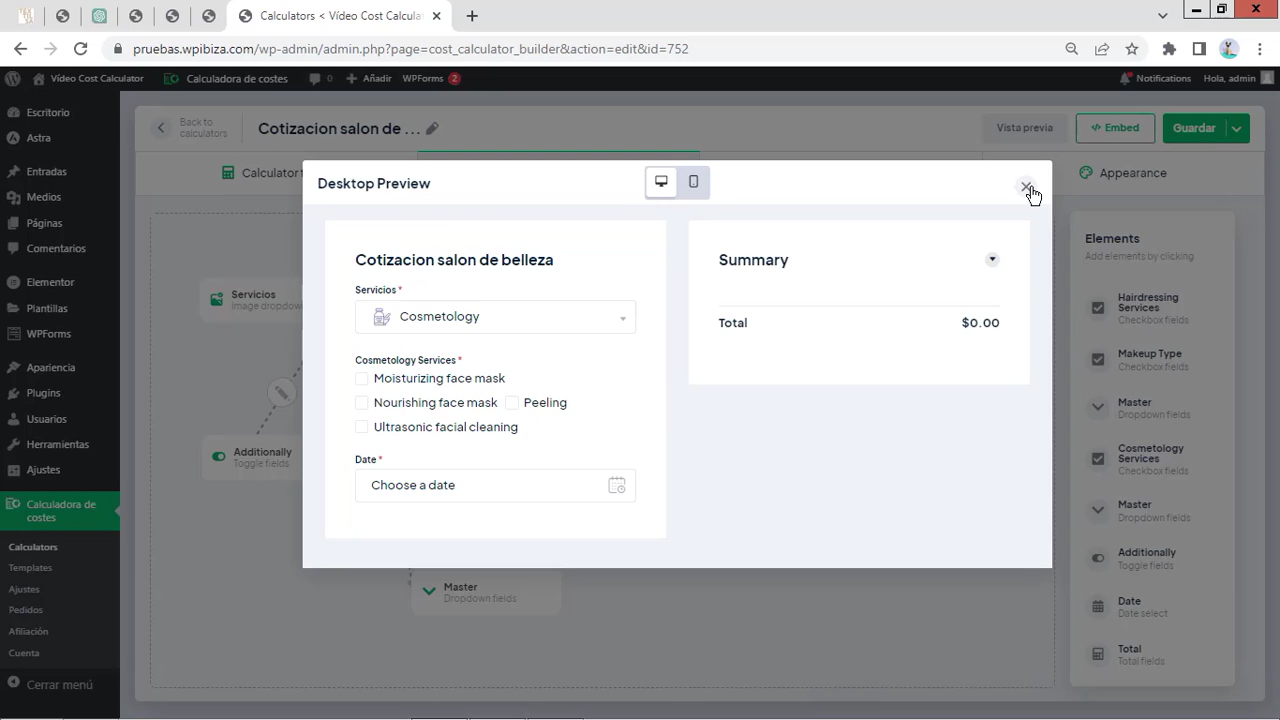 Calculators < Vídeo Cost Calcula
pruebas.wpibiza.com/wp-admin/admin.php?page=cost_calculator_builder&action=edit&id=752
Vídeo Cost Calculator
Calculadora de costes
0
Añadir
WPForms 2
Notifications
Hola, admin
Escritorio
Astra
Entradas
Medios
Páginas
Comentarios
Elementor
Plantillas
WPForms
Apariencia
Plugins
Usuarios
Herramientas
Ajustes
Calculadora de
costes
Calculators
Templates
Ajustes
Pedidos
Afiliación
Cuenta
Cerrar menú
Back to
calculators
Cotizacion salon de ...
Vista previa
</> Embed
Guardar
Calculator
Appearance
Servicios
Image dropdow
Additionally
Toggle fields
Master
Dropdown fields
Desktop Preview
Cotizacion salon de belleza
Servicios *
Cosmetology
Cosmetology Services *
Moisturizing face mask
Nourishing face mask
Peeling
Ultrasonic facial cleaning
Date *
Choose a date
Summary
Total
$0.00
Elements
Add elements by clicking
Hairdressing
Services
Checkbox fields
Makeup Type
Checkbox fields
Master
Dropdown fields
Cosmetology
Services
Checkbox fields
Master
Dropdown fields
Additionally
Toggle fields
Date
Date select
Total
Total fields